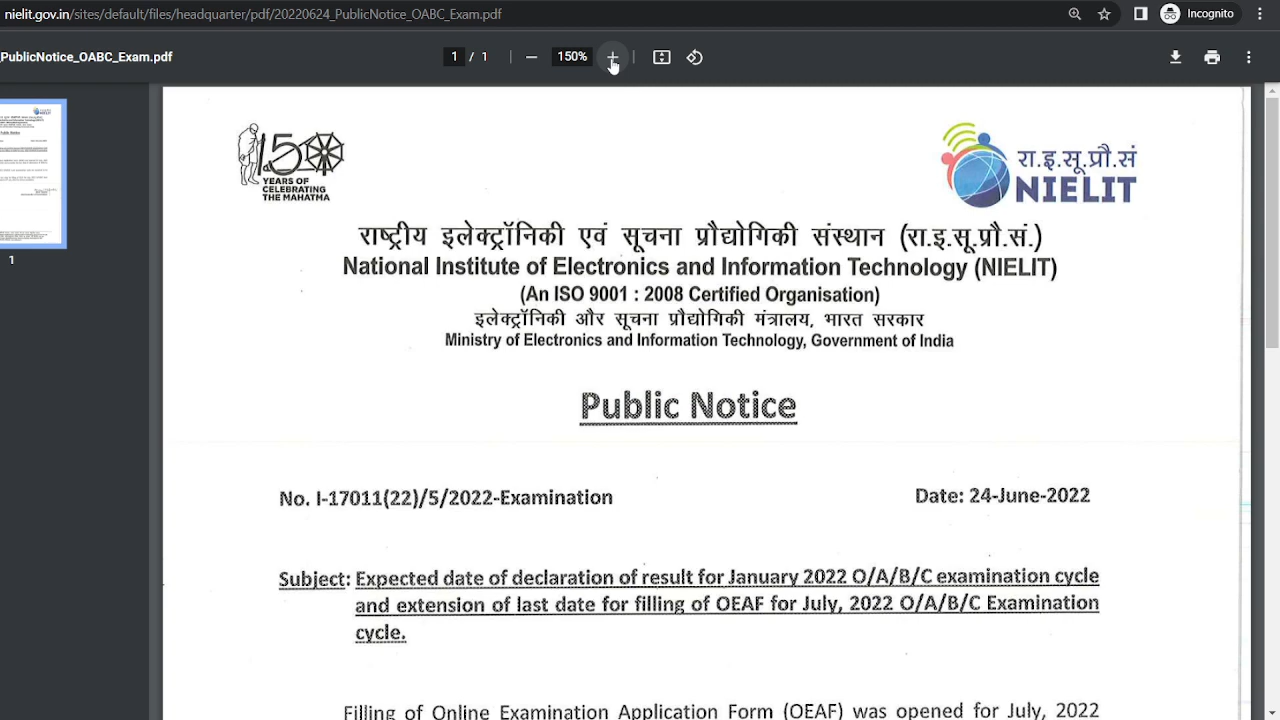 nielit.gov.in/sites/default/files/headquarter/pdf/20220624_PublicNotice_OABC_Exam.pdf
Incognito
_PublicNotice_OABC_Exam.pdf
1 / 1
150%
1
150
YEARS OF
CELEBRATING
THE MAHATMA
रा.इ.सू.प्रौ.सं
NIELIT
राष्ट्रीय इलेक्ट्रॉनिकी एवं सूचना प्रौद्योगिकी संस्थान (रा.इ.सू.प्रौ.सं.)
National Institute of Electronics and Information Technology (NIELIT)
(An ISO 9001 : 2008 Certified Organisation)
इलेक्ट्रॉनिकी और सूचना प्रौद्योगिकी मंत्रालय, भारत सरकार
Ministry of Electronics and Information Technology, Government of India
Public Notice
No. I-17011(22)/5/2022-Examination
Date: 24-June-2022
Subject: Expected date of declaration of result for January 2022 O/A/B/C examination cycle
and extension of last date for filling of OEAF for July, 2022 O/A/B/C Examination
cycle.
Filling of Online Examination Application Form (OEAF) was opened for July, 2022